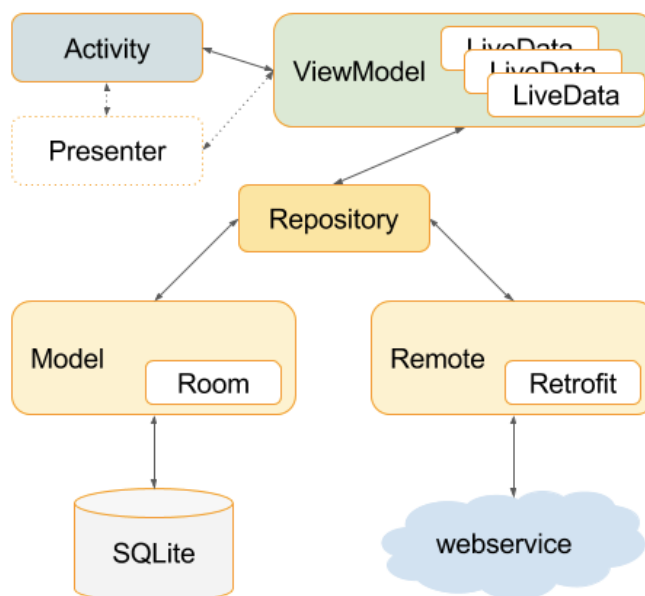 Activity
ViewModel
LiveData
LiveData
LiveData
Presenter
Repository
Model
Room
Remote
Retrofit
SQLite
webservice